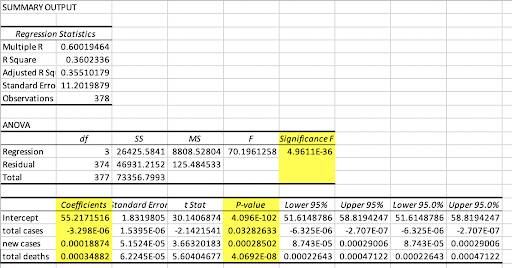 SUMMARY OUTPUT
Regression Statistics
Multiple R 0.60019464
R Square 0.3602336
Adjusted R Sq 0.35510179
Standard Erro 11.2019879
Observations 378
ANOVA
df SS MS F Significance F
Regression 3 26425.5841 8808.52804 70.1961258 4.9611E-36
Residual 374 46931.2152 125.484533
Total 377 73356.7993
Coefficients Standard Error t Stat P-value Lower 95% Upper 95% Lower 95.0% Upper 95.0%
Intercept 55.2171516 1.8319805 30.1406874 4.096E-102 51.6148786 58.8194247 51.6148786 58.8194247
total cases -3.298E-06 1.5395E-06 -2.1421541 0.03282633 -6.325E-06 -2.707E-07 -6.325E-06 -2.707E-07
new cases 0.00018874 5.1524E-05 3.66320183 0.00028502 8.743E-05 0.00029006 8.743E-05 0.00029006
total deaths 0.00034882 6.2245E-05 5.60404677 4.0692E-08 0.00022643 0.00047122 0.00022643 0.00047122